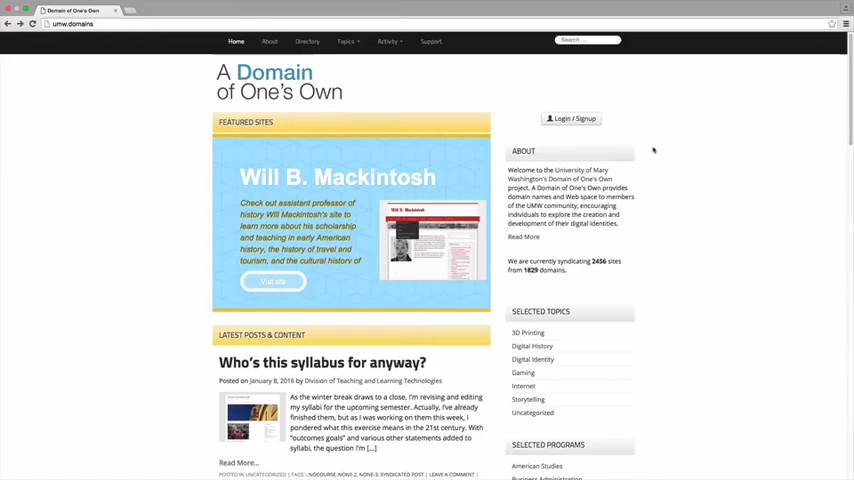 Domain of One's Own
umw.domains
Home About Directory Topics Activity Support
Search ...
A Domain
of One's Own
Login / Signup
FEATURED SITES
Will B. Mackintosh
Check out assistant professor of
history Will Mackintosh's site to
learn more about his scholarship
and teaching in early American
history, the history of travel and
tourism, and the cultural history of
Visit site
LATEST POSTS & CONTENT
Who's this syllabus for anyway?
Posted on January 8, 2016 by Division of Teaching and Learning Technologies
As the winter break draws to a close, I'm revising and editing
my syllabi for the upcoming semester. Actually, I've already
finished them, but as I was working on them this week, I
pondered what this exercise means in the 21st century. With
"outcomes goals" and various other statements added to
syllabi, the question I'm [...]
Read More...
POSTED IN UNCATEGORIZED | TAGS: :NOCOURSE, NONE-2, NONE-3, SYNDICATED POST | LEAVE A COMMENT |
ABOUT
Welcome to the University of Mary
Washington's Domain of One's Own
project. A Domain of One's Own provides
domain names and Web space to members
of the UMW community, encouraging
individuals to explore the creation and
development of their digital identities.
Read More
We are currently syndicating 2456 sites
from 1829 domains.
SELECTED TOPICS
3D Printing
Digital History
Digital Identity
Gaming
Internet
Storytelling
Uncategorized
SELECTED PROGRAMS
American Studies
Business Administration